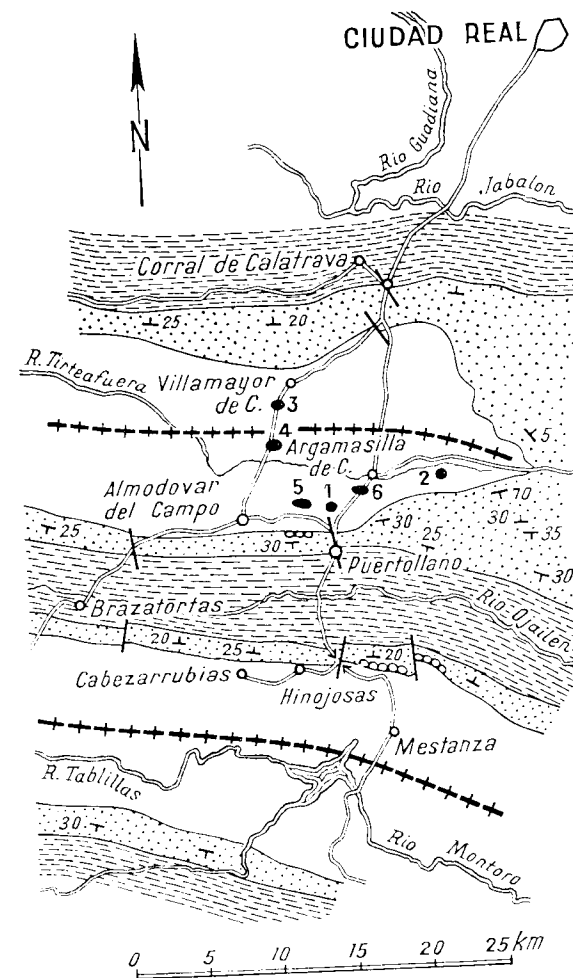 CIUDAD REAL
N
Rio Guadiana
Rio Jabalon
Corral de Calatrava
25
20
R. Tirteafuera
Villamayor
de C.
3
4
5
Argamasilla
de C.
2
Almodovar
del Campo
5
1
6
70
30
30
35
25
30
30
Puertollano
Brazatortas
Rio-Ojailen
20
25
20
Cabezarrubias
Hinojosas
Mestanza
R. Tablillas
30
Rio Montoro
0
5
10
15
20
25 km